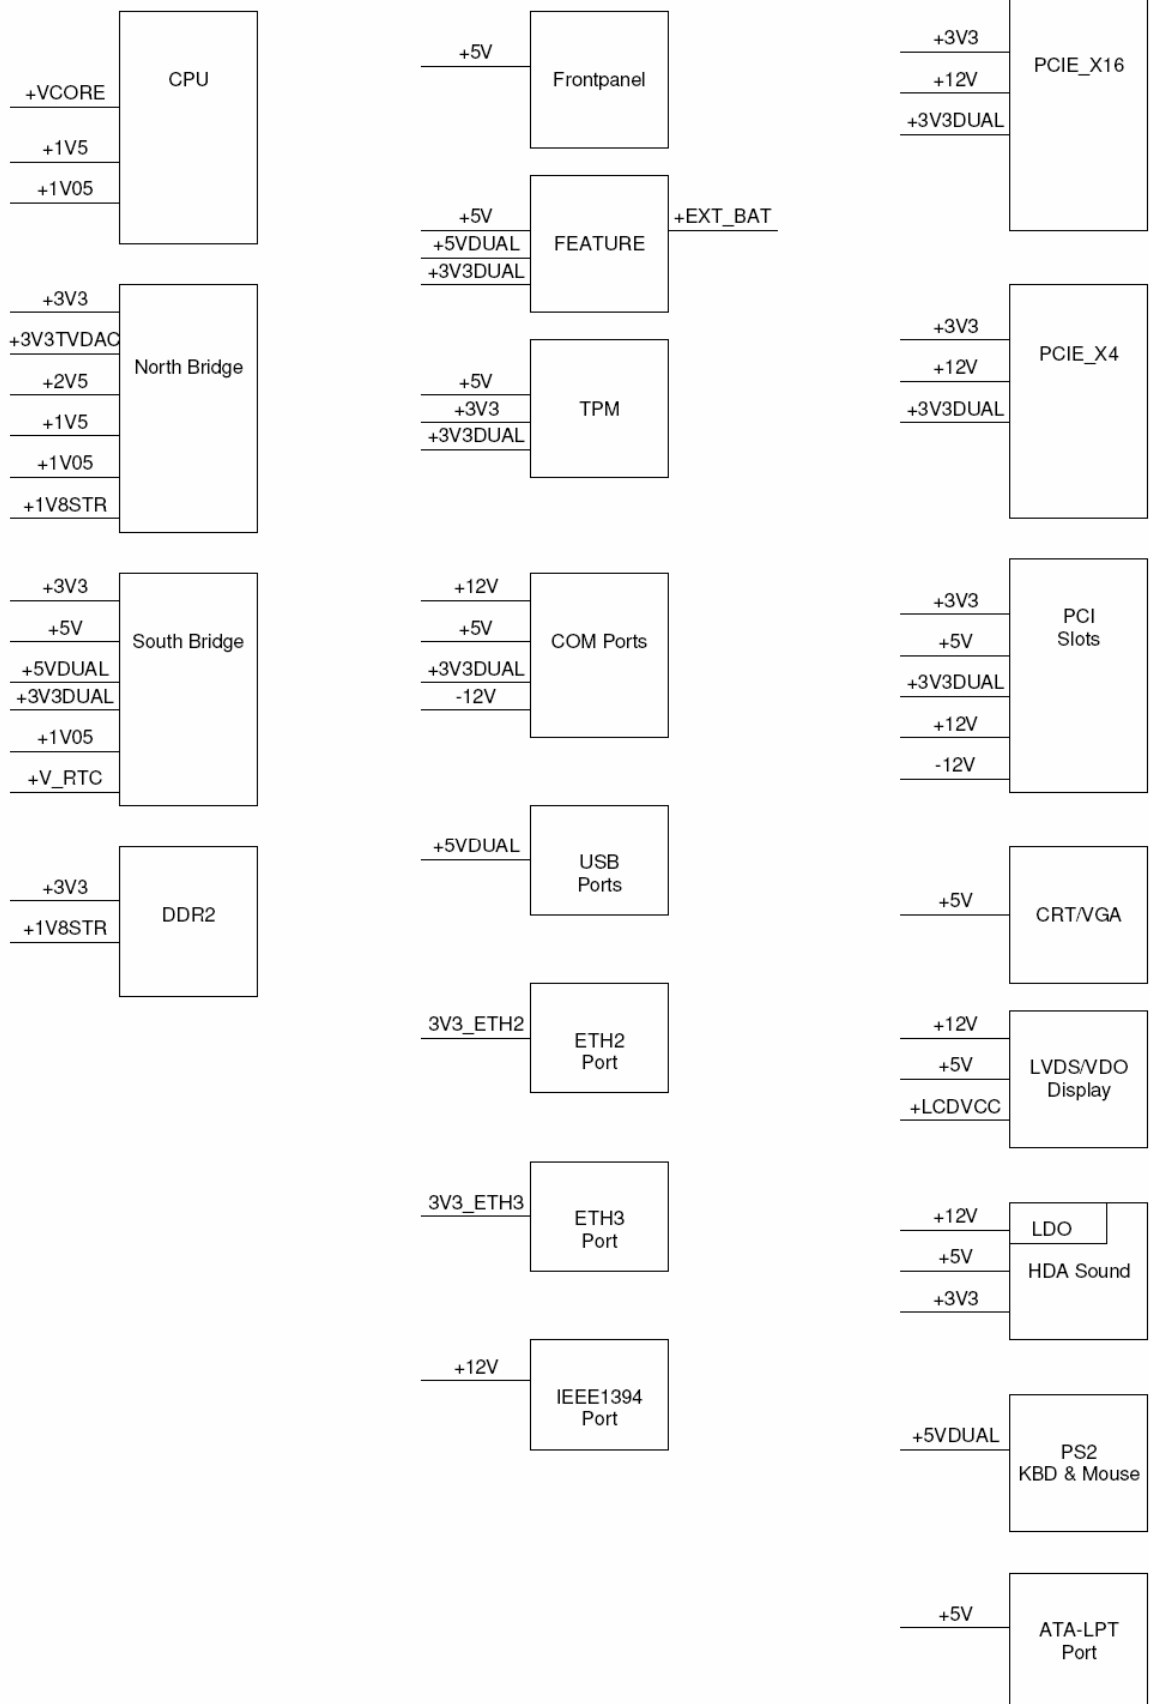 CPU
+VCORE
+1V5
+1V05
+3V3
+3V3TVDAC
North Bridge
+2V5
+1V5
+1V05
+1V8STR
+3V3
+5V
South Bridge
+5VDUAL
+3V3DUAL
+1V05
+V_RTC
+3V3
DDR2
+1V8STR
+5V
Frontpanel
+5V
+EXT_BAT
+5VDUAL
FEATURE
+3V3DUAL
+5V
+3V3
TPM
+3V3DUAL
+12V
+5V
COM Ports
+3V3DUAL
-12V
+5VDUAL
USB
Ports
3V3_ETH2
ETH2
Port
3V3_ETH3
ETH3
Port
+12V
IEEE1394
Port
+3V3
PCIE_X16
+12V
+3V3DUAL
+3V3
PCIE_X4
+12V
+3V3DUAL
+3V3
PCI
Slots
+5V
+3V3DUAL
+12V
-12V
+5V
CRT/VGA
+12V
+5V
LVDS/VDO
Display
+LCDVCC
+12V
LDO
+5V
HDA Sound
+3V3
+5VDUAL
PS2
KBD & Mouse
+5V
ATA-LPT
Port